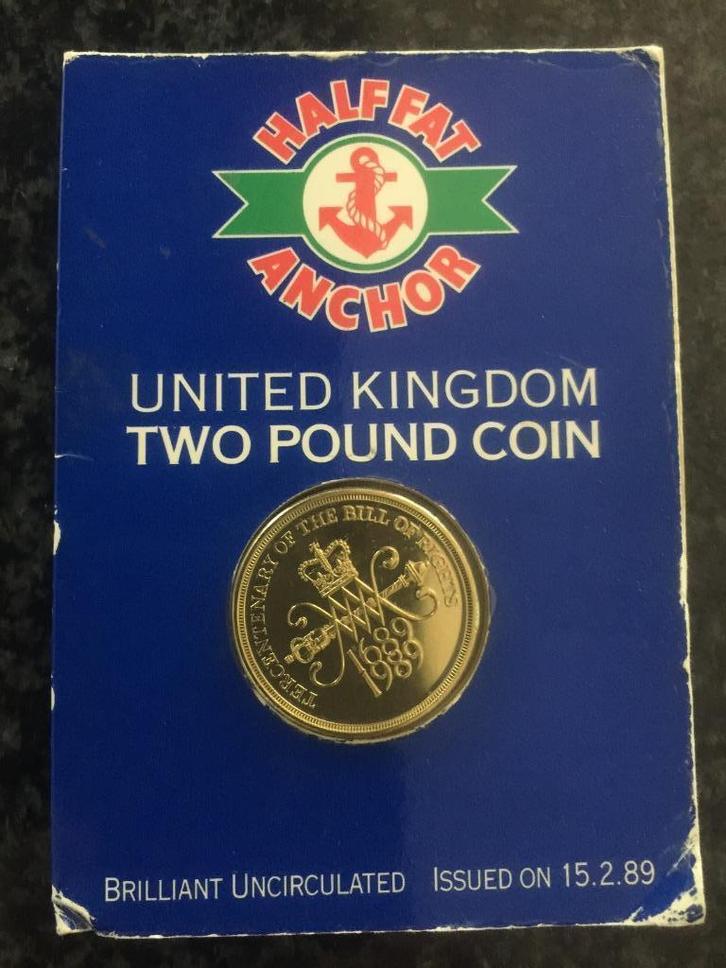 HALF FAT
ANCHOR
UNITED KINGDOM
TWO POUND COIN
TERCENTENARY OF THE BILL OF RIGHTS
1689
1989
BRILLIANT UNCIRCULATED ISSUED ON 15.2.89